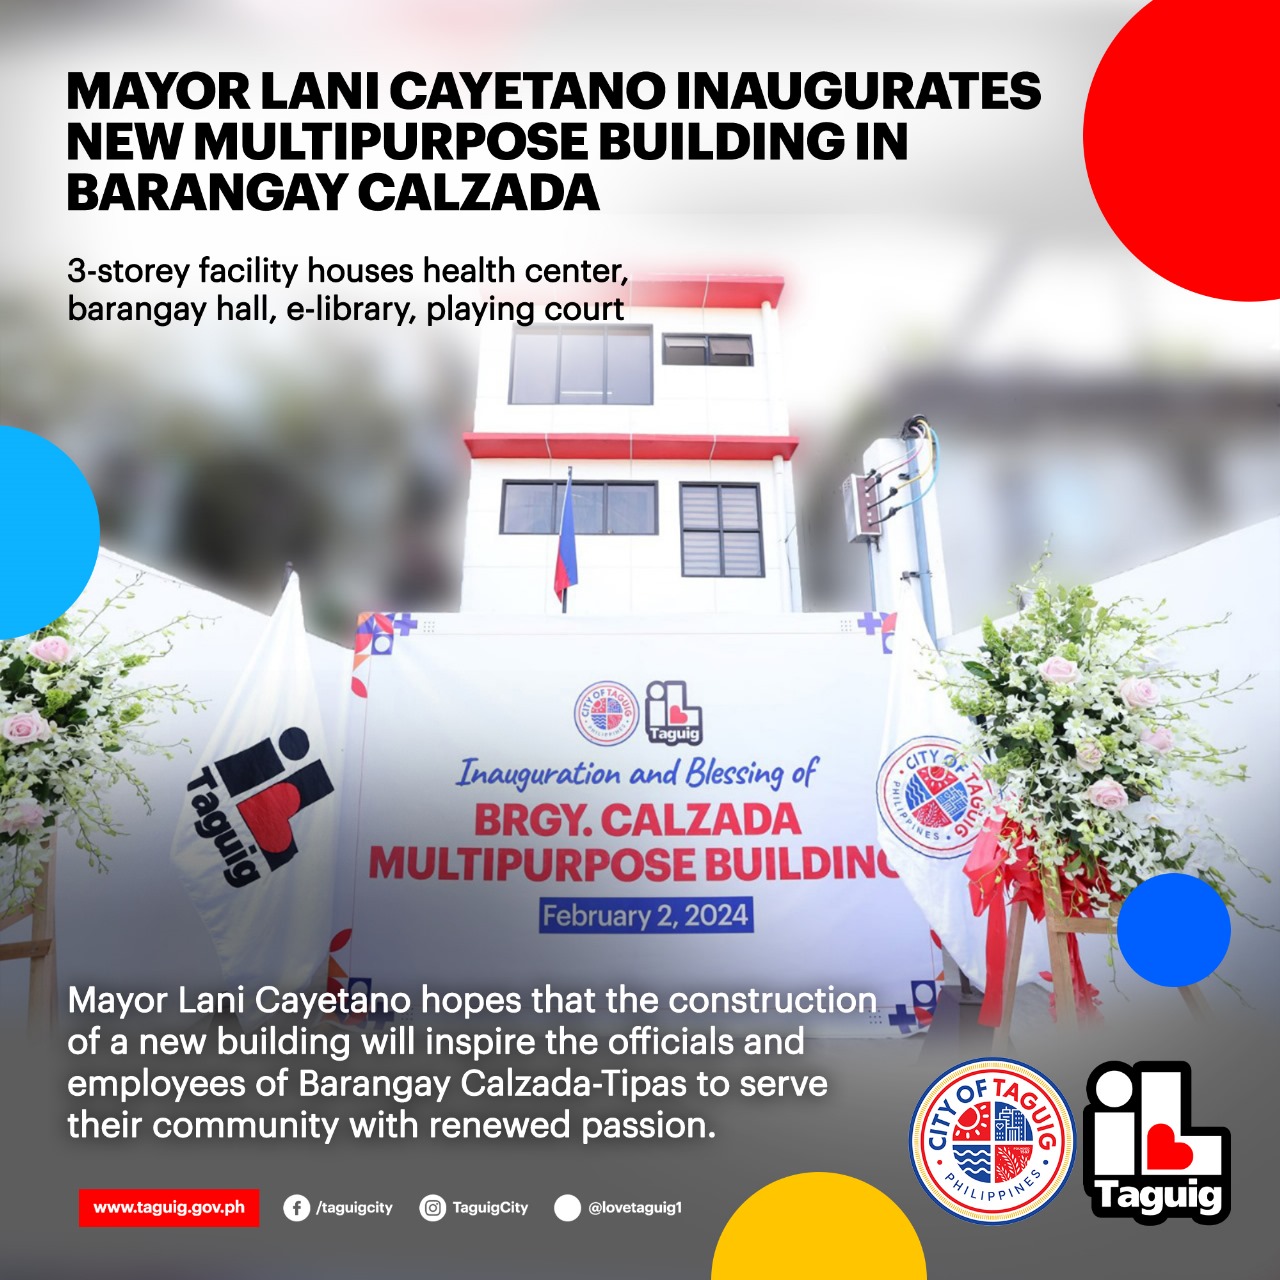 MAYOR LANI CAYETANO INAUGURATES
NEW MULTIPURPOSE BUILDING IN
BARANGAY CALZADA
3-storey facility houses health center,
barangay hall, e-library, playing court
CITY OF TAGUIG
PHILIPPINES
iL
Taguig
Inauguration and Blessing of
BRGY. CALZADA
MULTIPURPOSE BUILDING
February 2, 2024
iL
Taguig
CITY OF TAGUIG
PHILIPPINES
Mayor Lani Cayetano hopes that the construction
of a new building will inspire the officials and
employees of Barangay Calzada-Tipas to serve
their community with renewed passion.
CITY OF TAGUIG
PHILIPPINES
iL
Taguig
www.taguig.gov.ph
/taguigcity
TaguigCity
@lovetaguig1